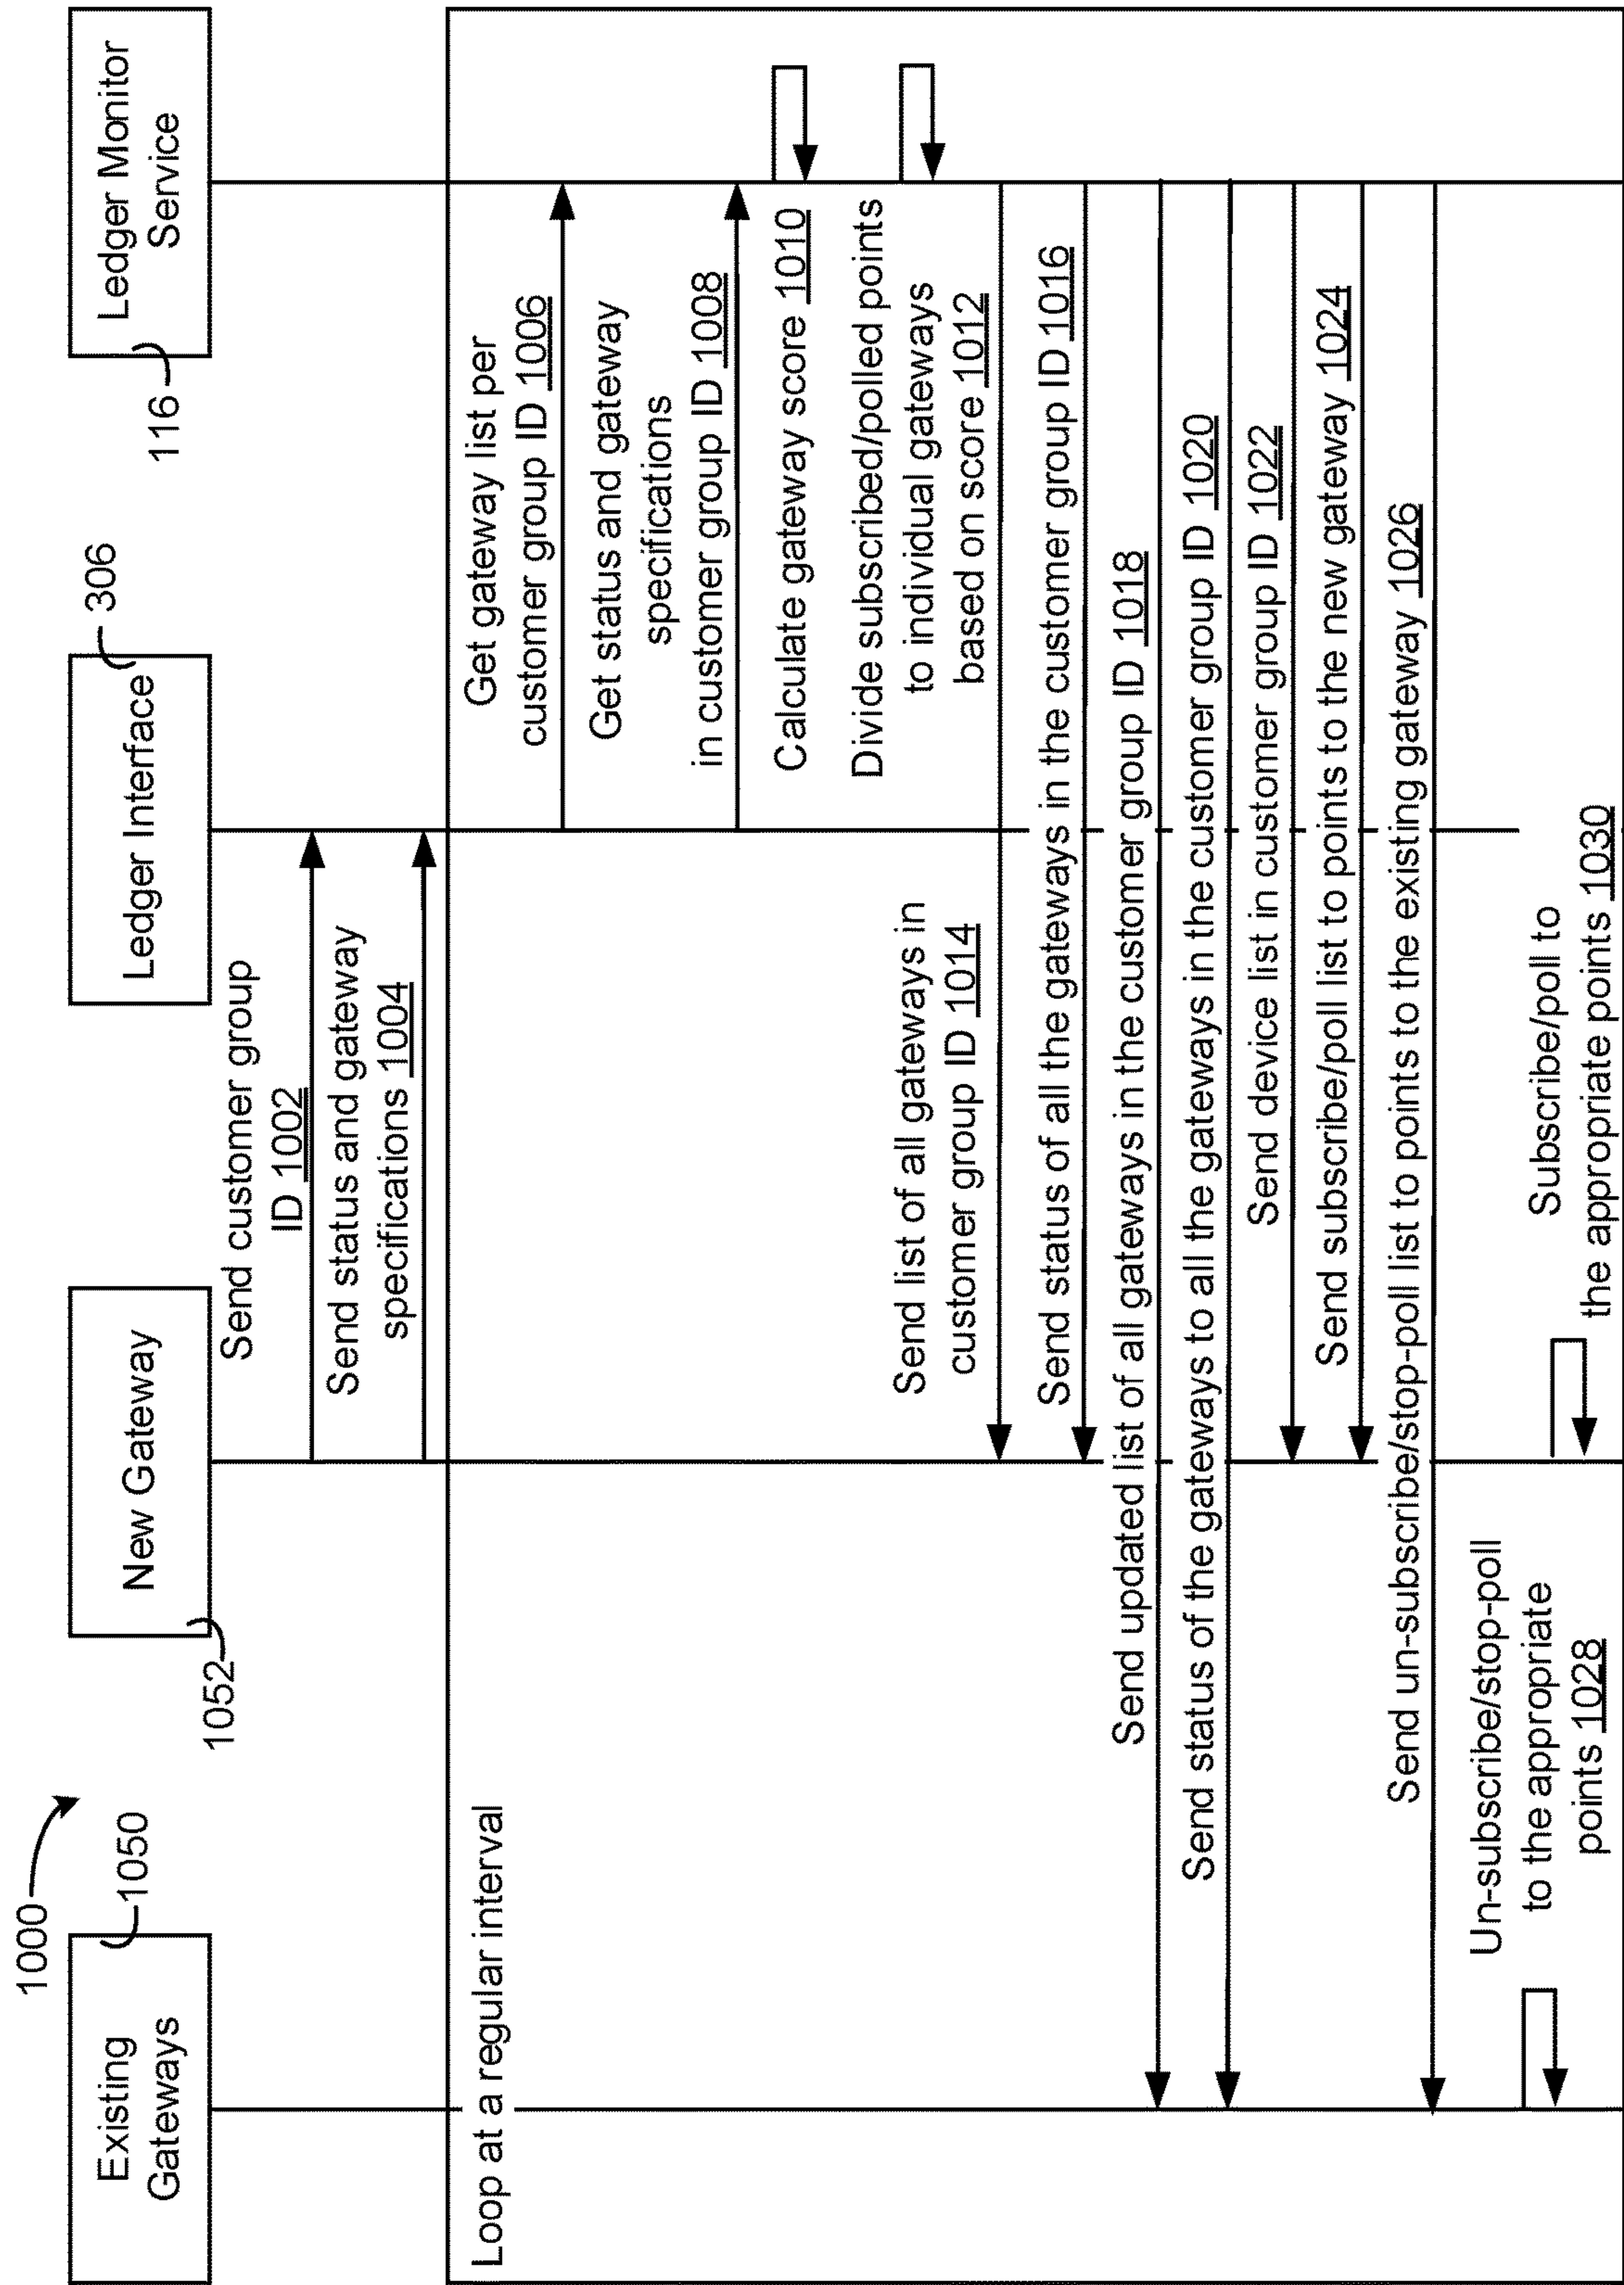 1000
Existing
Gateways
1050
New Gateway
1052
Ledger Interface
306
Ledger Monitor
Service
116
Send customer group
ID 1002
Send status and gateway
specifications 1004
Loop at a regular interval
Get gateway list per
customer group ID 1006
Get status and gateway
specifications
in customer group ID 1008
Calculate gateway score 1010
Divide subscribed/polled points
to individual gateways
based on score 1012
Send list of all gateways in
customer group ID 1014
Send status of all the gateways in the customer group ID 1016
Send updated list of all gateways in the customer group ID 1018
Send status of the gateways to all the gateways in the customer group ID 1020
Send device list in customer group ID 1022
Send subscribe/poll list to points to the new gateway 1024
Send un-subscribe/stop-poll list to points to the existing gateway 1026
Un-subscribe/stop-poll
to the appropriate
points 1028
Subscribe/poll to
the appropriate points 1030